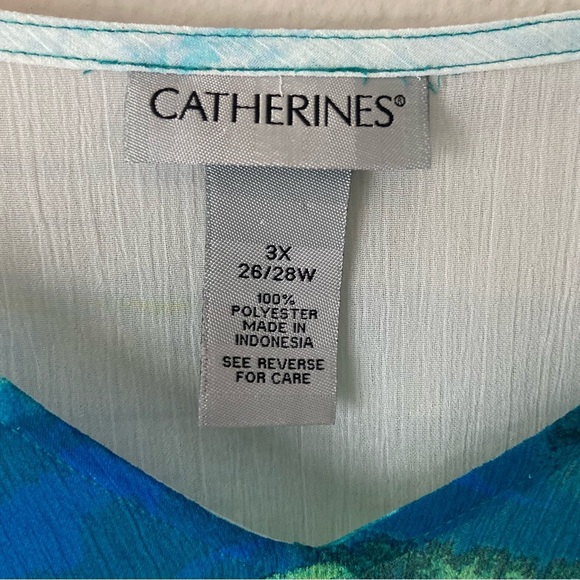 CATHERINES®
3X
26/28W
100%
POLYESTER
MADE IN
INDONESIA
SEE REVERSE
FOR CARE